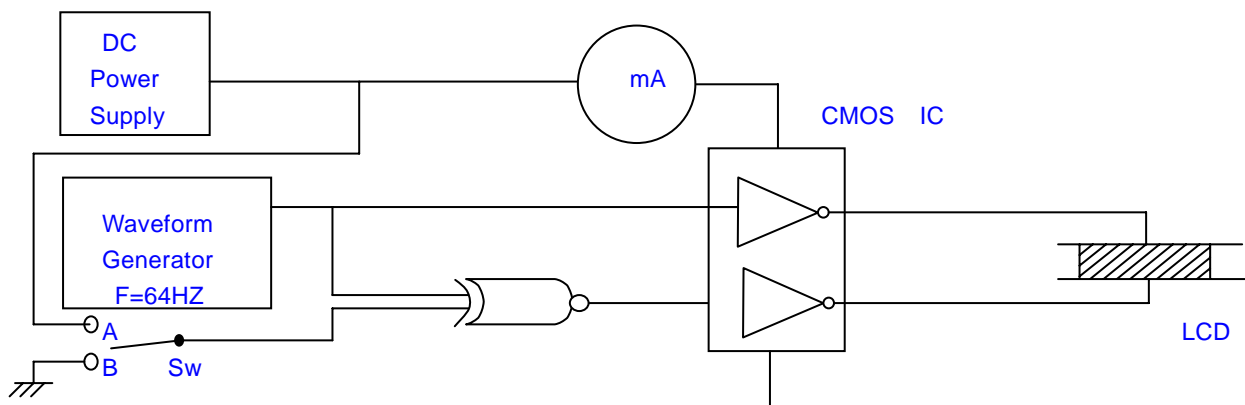 DC
Power
Supply
mA
CMOS IC
Waveform
Generator
F=64HZ
A
B
Sw
LCD